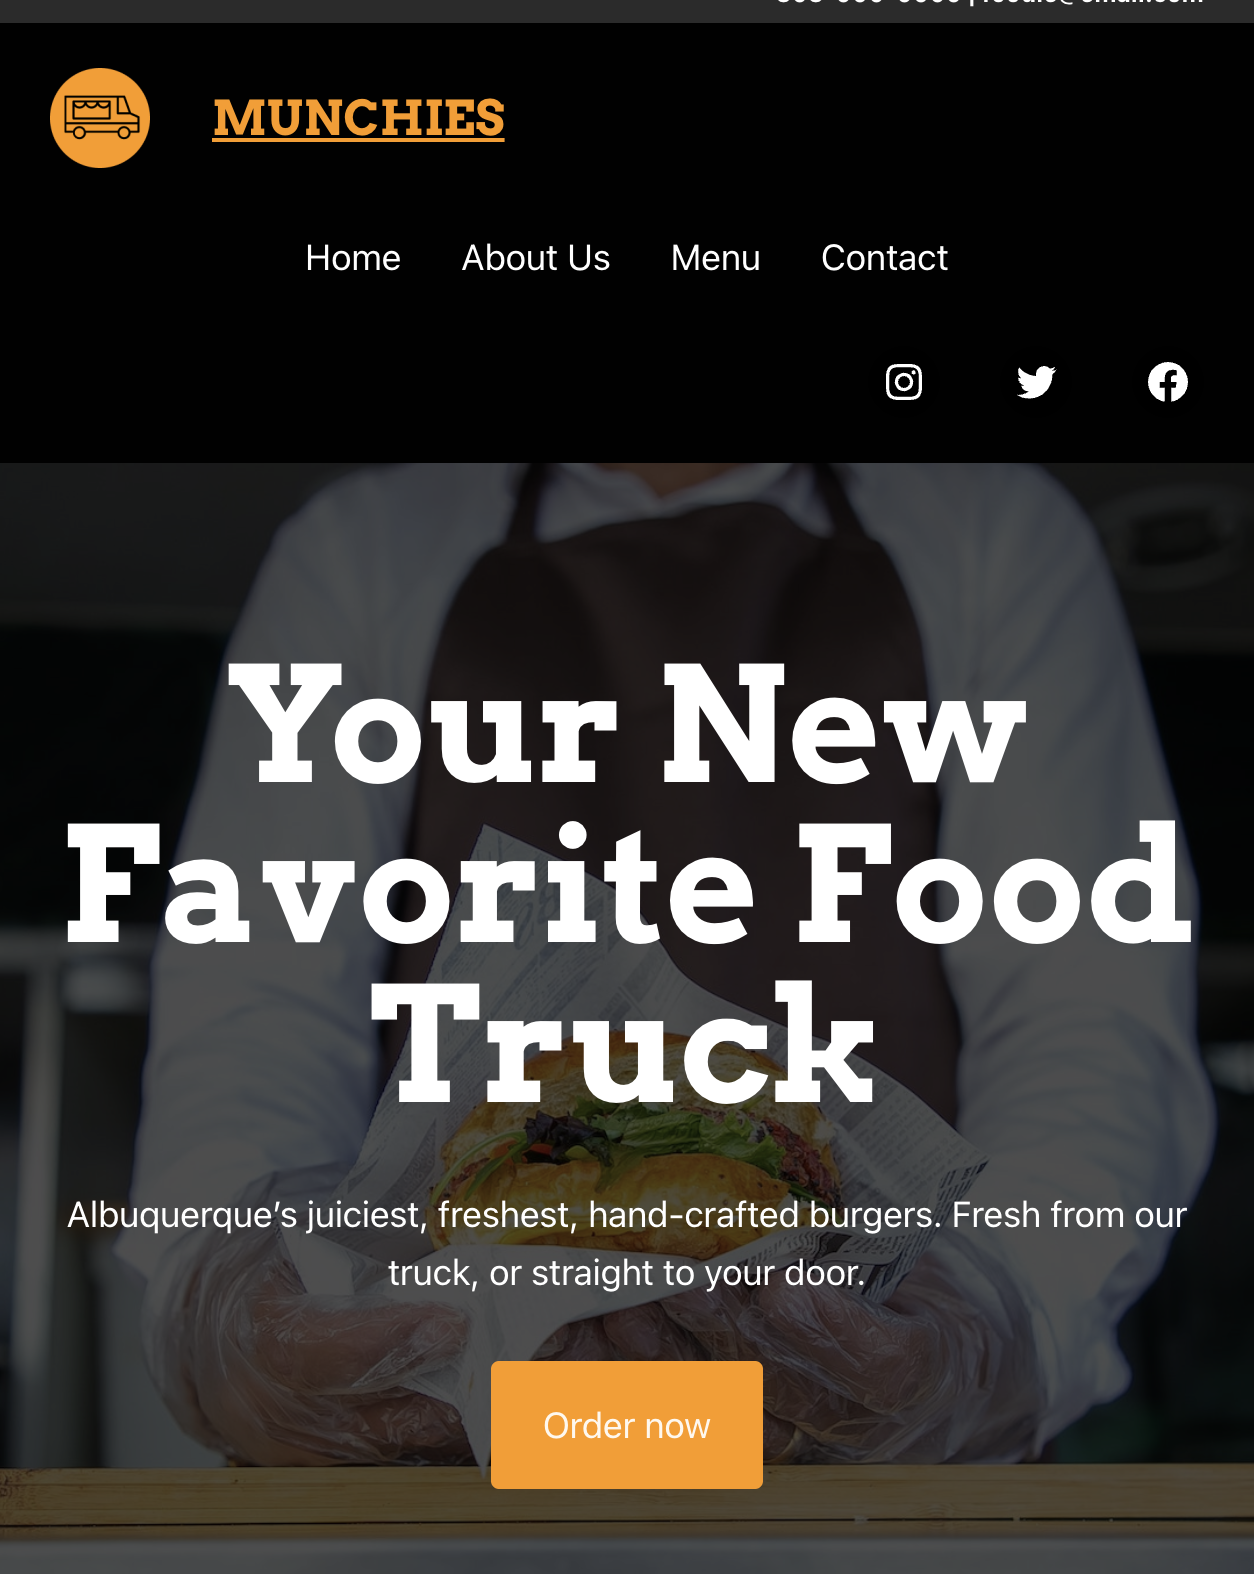 MUNCHIES
Home About Us Menu Contact
Your New
Favorite Food
Truck
Albuquerque’s juiciest, freshest, hand-crafted burgers. Fresh from our
truck, or straight to your door.
Order now